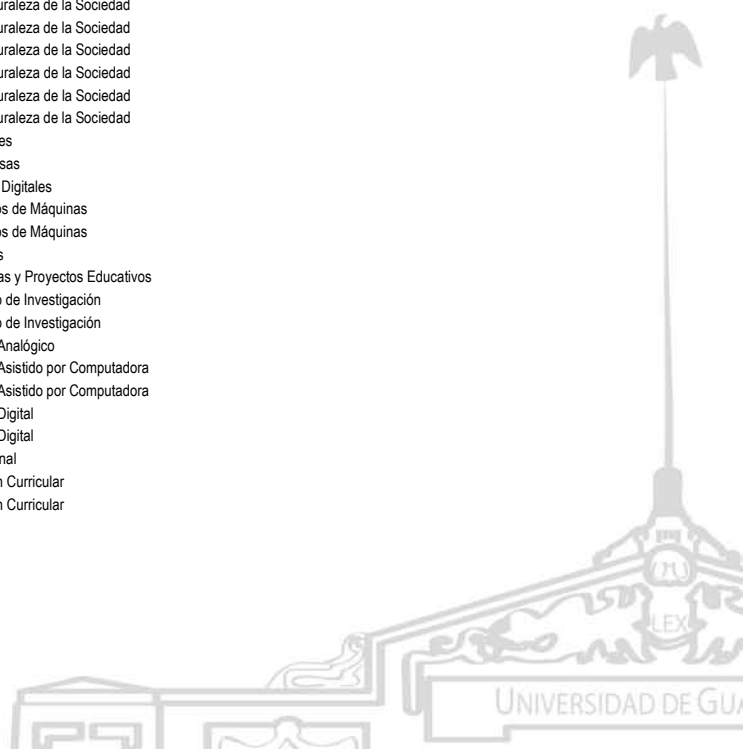 uraleza de la Sociedad
uraleza de la Sociedad
uraleza de la Sociedad
uraleza de la Sociedad
uraleza de la Sociedad
uraleza de la Sociedad
es
sas
Digitales
os de Máquinas
os de Máquinas
s
as y Proyectos Educativos
o de Investigación
o de Investigación
Analógico
Asistido por Computadora
Asistido por Computadora
Digital
Digital
nal
n Curricular
n Curricular
LEX
UNIVERSIDAD DE GUA